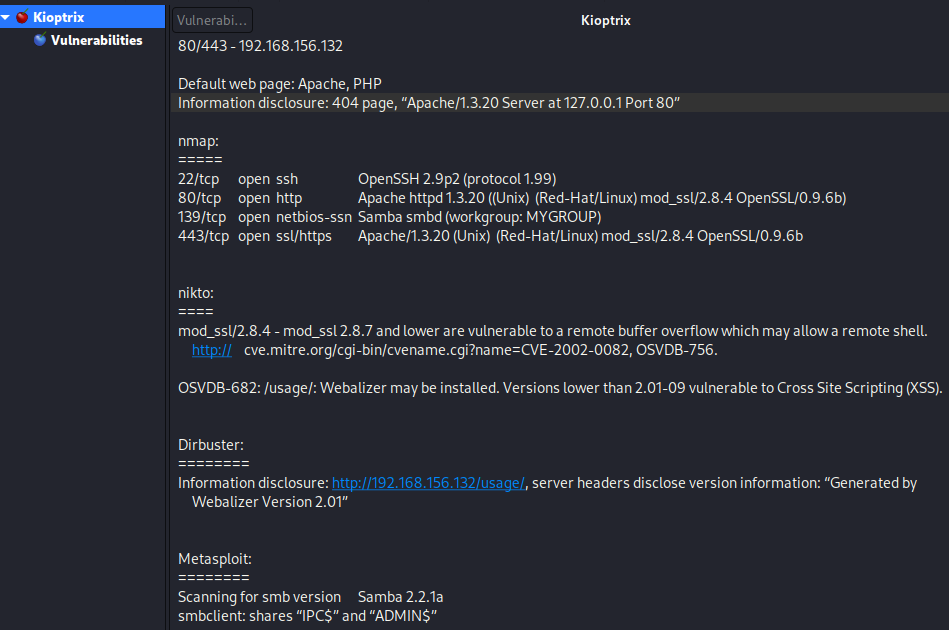 Kioptrix
Vulnerabilities
Vulnerabi...
Kioptrix
80/443 - 192.168.156.132
Default web page: Apache, PHP
Information disclosure: 404 page, “Apache/1.3.20 Server at 127.0.0.1 Port 80”
nmap:
=====
22/tcp open ssh OpenSSH 2.9p2 (protocol 1.99)
80/tcp open http Apache httpd 1.3.20 ((Unix) (Red-Hat/Linux) mod_ssl/2.8.4 OpenSSL/0.9.6b)
139/tcp open netbios-ssn Samba smbd (workgroup: MYGROUP)
443/tcp open ssl/https Apache/1.3.20 (Unix) (Red-Hat/Linux) mod_ssl/2.8.4 OpenSSL/0.9.6b
nikto:
====
mod_ssl/2.8.4 - mod_ssl 2.8.7 and lower are vulnerable to a remote buffer overflow which may allow a remote shell.
http:// cve.mitre.org/cgi-bin/cvename.cgi?name=CVE-2002-0082, OSVDB-756.
OSVDB-682: /usage/: Webalizer may be installed. Versions lower than 2.01-09 vulnerable to Cross Site Scripting (XSS).
Dirbuster:
========
Information disclosure: http://192.168.156.132/usage/, server headers disclose version information: “Generated by
Webalizer Version 2.01”
Metasploit:
========
Scanning for smb version Samba 2.2.1a
smbclient: shares “IPC$” and “ADMIN$”